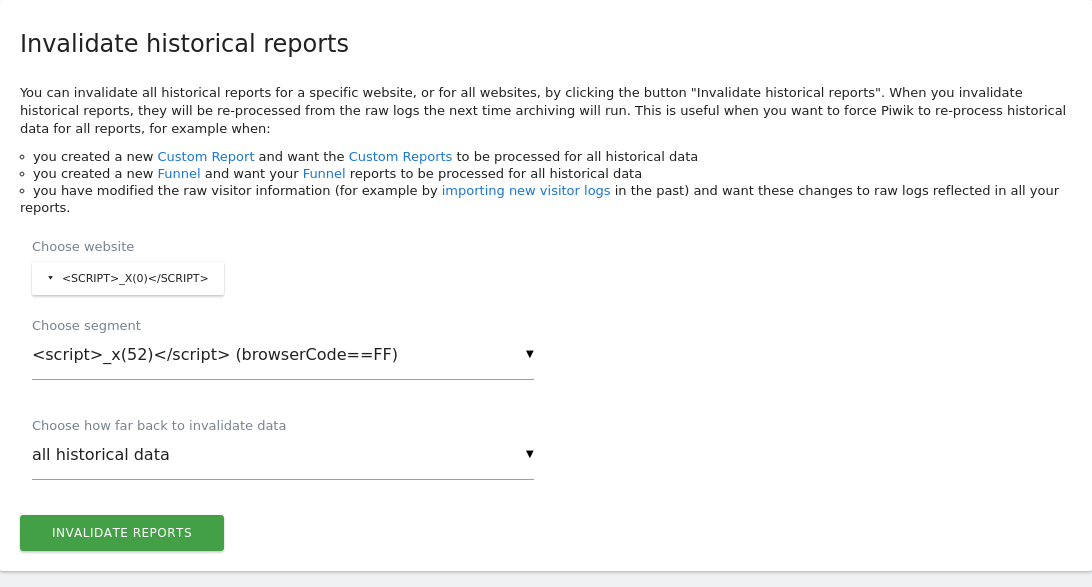 Invalidate historical reports
You can invalidate all historical reports for a specific website, or for all websites, by clicking the button "Invalidate historical reports". When you invalidate
historical reports, they will be re-processed from the raw logs the next time archiving will run. This is useful when you want to force Piwik to re-process historical
data for all reports, for example when:
you created a new Custom Report and want the Custom Reports to be processed for all historical data
you created a new Funnel and want your Funnel reports to be processed for all historical data
you have modified the raw visitor information (for example by importing new visitor logs in the past) and want these changes to raw logs reflected in all your
reports.
Choose website
<SCRIPT>_X(0)</SCRIPT>
Choose segment
<script>_x(52)</script> (browserCode==FF)
Choose how far back to invalidate data
all historical data
INVALIDATE REPORTS